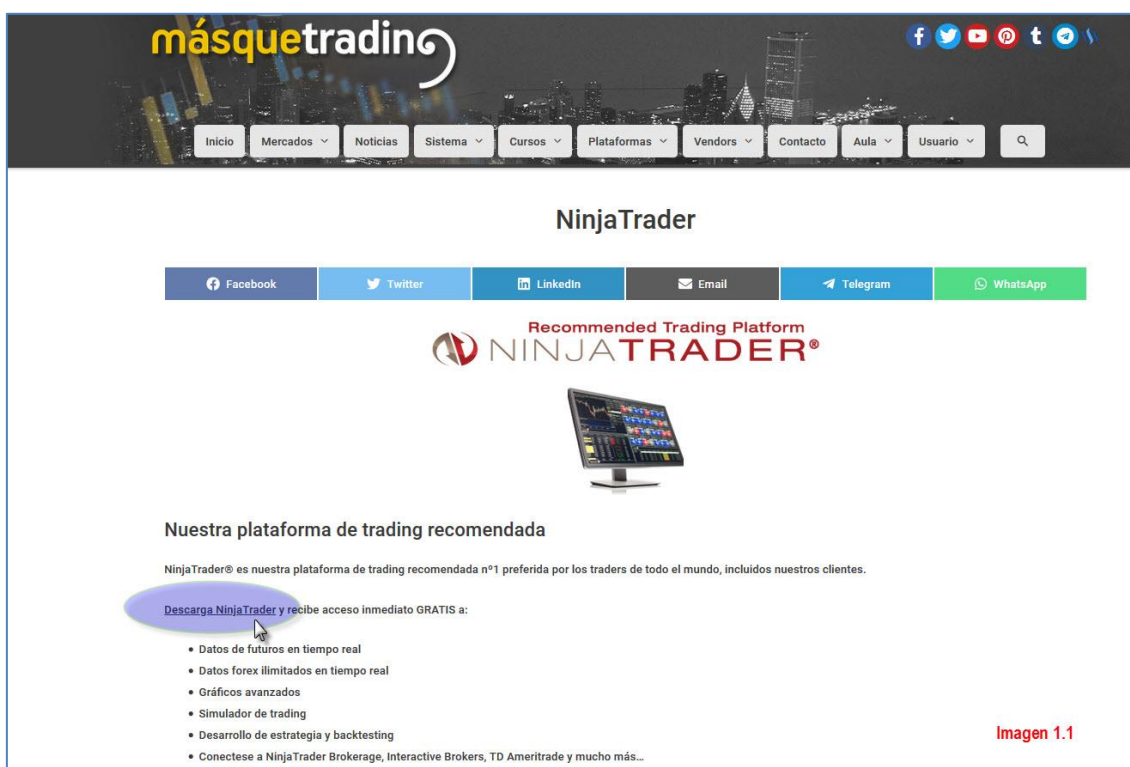 másquetrading
Inicio Mercados Noticias Sistema Cursos Plataformas Vendors Contacto Aula Usuario
NinjaTrader
Facebook Twitter LinkedIn Email Telegram WhatsApp
Recommended Trading Platform
NINJATRADER®
Nuestra plataforma de trading recomendada
NinjaTrader® es nuestra plataforma de trading recomendada nº1 preferida por los traders de todo el mundo, incluidos nuestros clientes.
Descarga NinjaTrader y recibe acceso inmediato GRATIS a:
• Datos de futuros en tiempo real
• Datos forex ilimitados en tiempo real
• Gráficos avanzados
• Simulador de trading
• Desarrollo de estrategia y backtesting
• Conectese a NinjaTrader Brokerage, Interactive Brokers, TD Ameritrade y mucho más...
Imagen 1.1